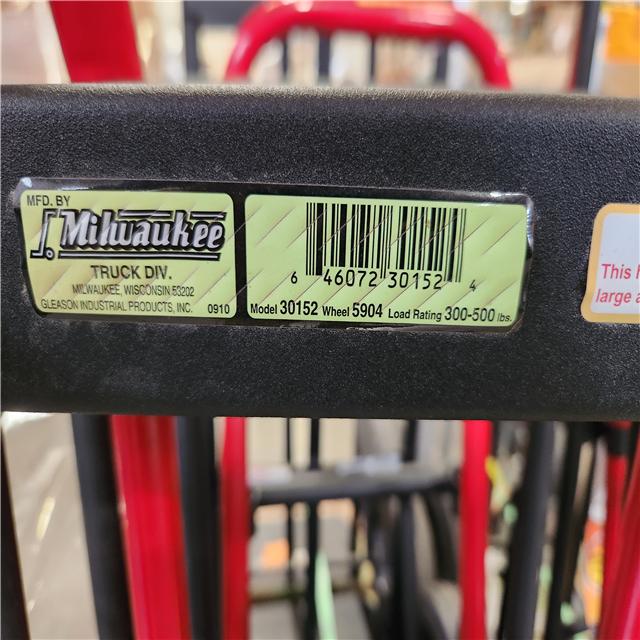 MFD. BY
Milwaukee
TRUCK DIV.
MILWAUKEE, WISCONSIN 53202
GLEASON INDUSTRIAL PRODUCTS, INC. 0910
6 46072 30152 4
Model 30152 Wheel 5904 Load Rating 300-500 lbs.
This
large